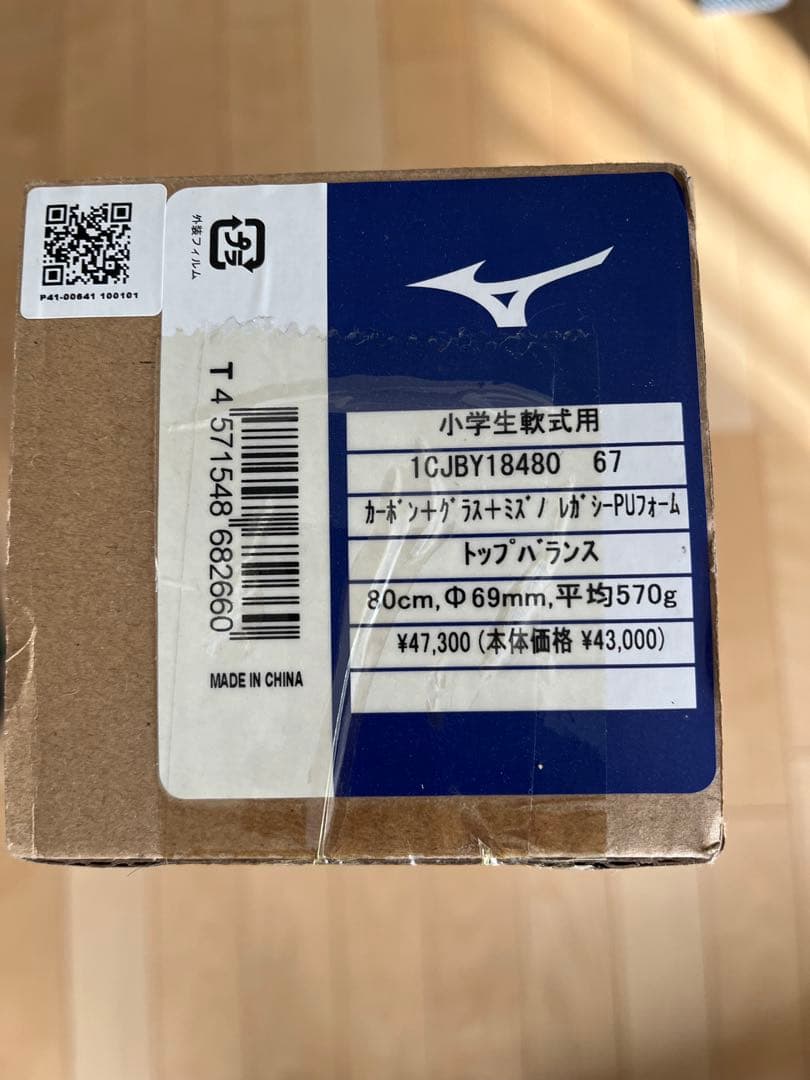 P41-00641 100101
プラ
外装フィルム
T 4 571548 682660
MADE IN CHINA
小学生軟式用
1CJBY18480 67
カーボン+グラス+ミズノ レガシーPUフォーム
トップバランス
80cm,Φ69mm,平均570g
¥47,300(本体価格 ¥43,000)